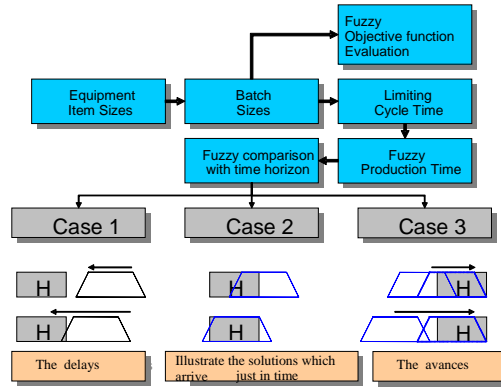 Fuzzy
Objective function
Evaluation
Equipment
Item Sizes
Batch
Sizes
Limiting
Cycle Time
Fuzzy comparison
with time horizon
Fuzzy
Production Time
Case 1
Case 2
Case 3
H
H
H
H
H
H
The delays
s
Illustrate the solutions which
arrive just in time
The avances